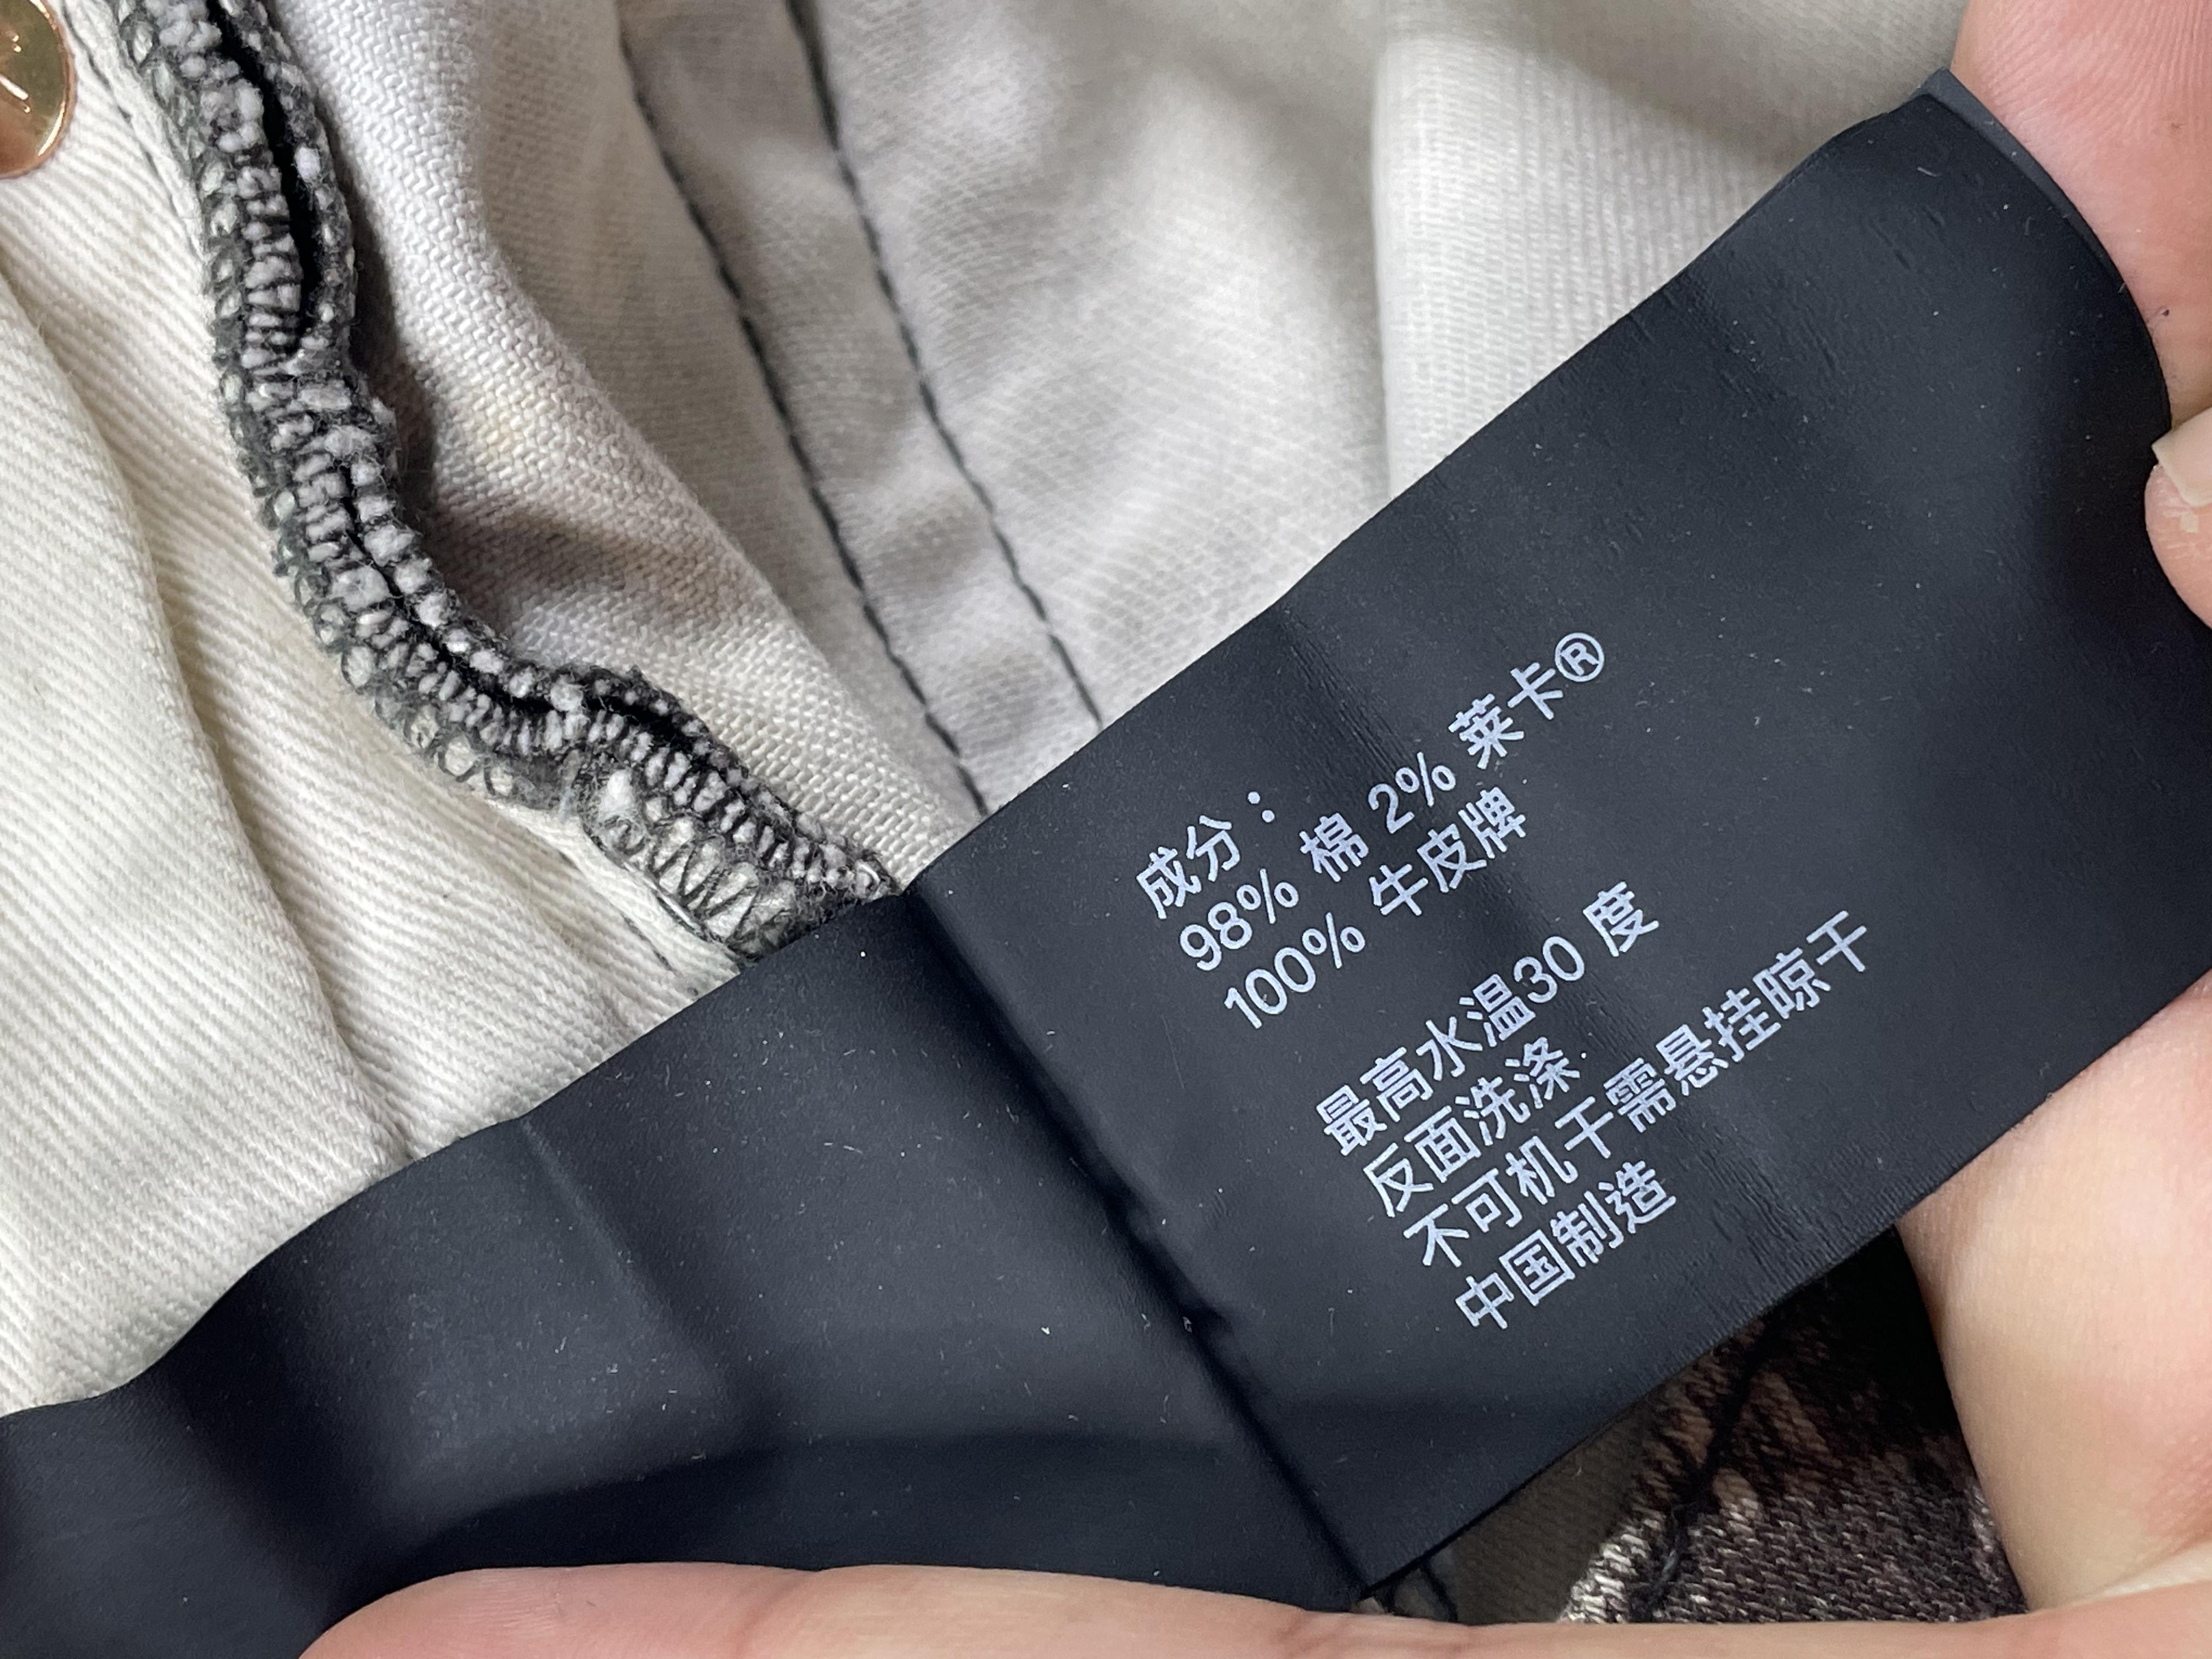 成分：
98% 棉 2% 莱卡®
100% 牛皮牌
最高水温30 度
反面洗涤.
不可机干需悬挂晾干
中国制造